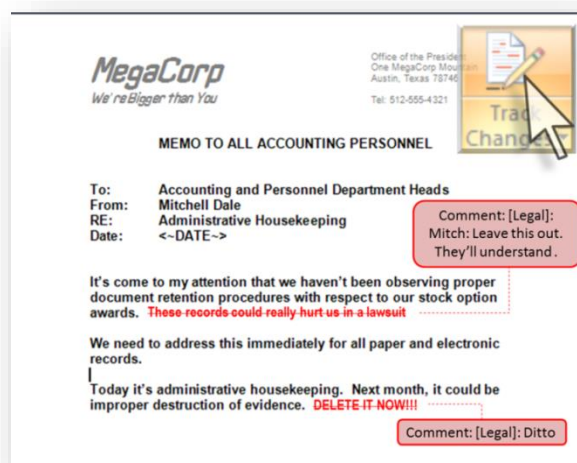 MegaCorp
We're Bigger than You
Office of the President
One MegaCorp Mountain
Austin, Texas 78746
Tel: 512-555-4321
Track
Changes
MEMO TO ALL ACCOUNTING PERSONNEL
To: Accounting and Personnel Department Heads
From: Mitchell Dale
RE: Administrative Housekeeping
Date: <~DATE~>
Comment: [Legal]:
Mitch: Leave this out.
They'll understand.
It's come to my attention that we haven't been observing proper
document retention procedures with respect to our stock option
awards. These records could really hurt us in a lawsuit
We need to address this immediately for all paper and electronic
records.
Today it's administrative housekeeping. Next month, it could be
improper destruction of evidence. DELETE IT NOW!!!
Comment: [Legal]: Ditto